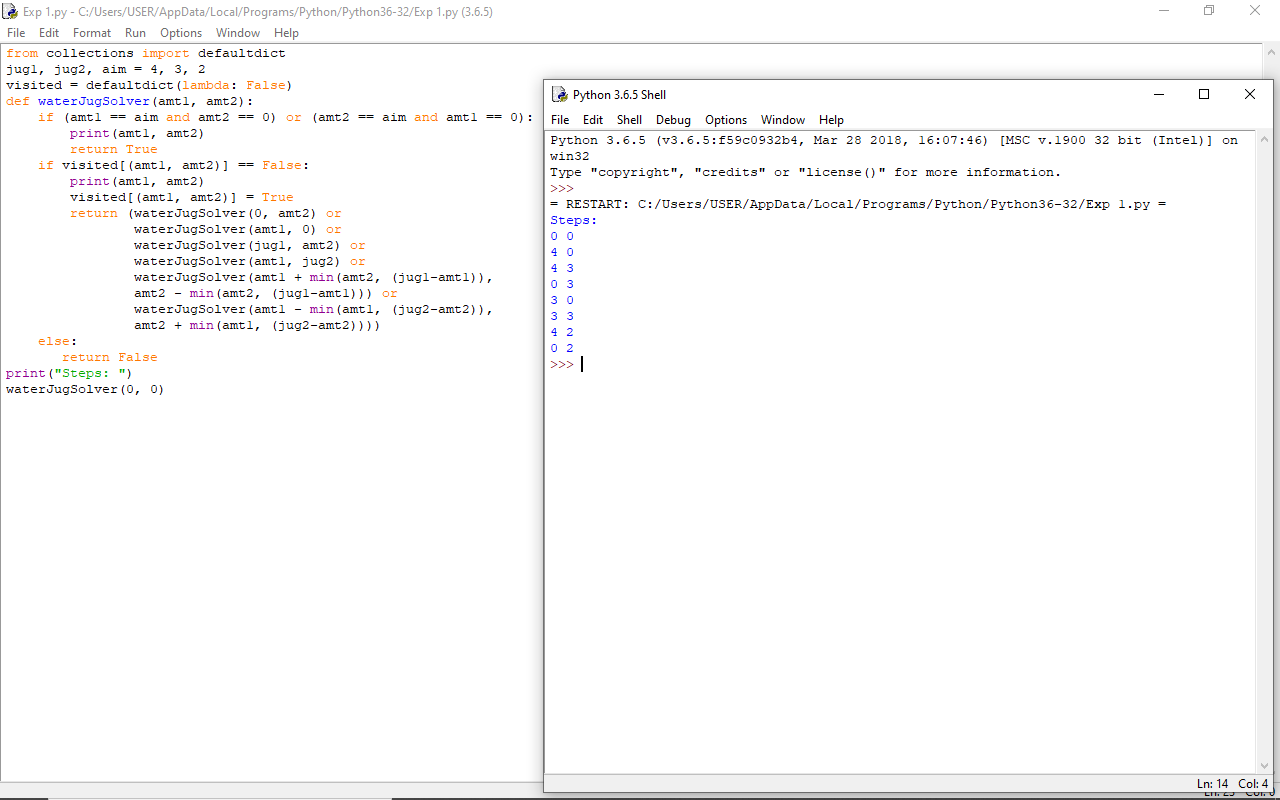 Exp 1.py - C:/Users/USER/AppData/Local/Programs/Python/Python36-32/Exp 1.py (3.6.5)
File Edit Format Run Options Window Help
from collections import defaultdict
jug1, jug2, aim = 4, 3, 2
visited = defaultdict(lambda: False)
def waterJugSolver(amt1, amt2):
    if (amt1 == aim and amt2 == 0) or (amt2 == aim and amt1 == 0):
        print(amt1, amt2)
        return True
    if visited[(amt1, amt2)] == False:
        print(amt1, amt2)
        visited[(amt1, amt2)] = True
        return (waterJugSolver(0, amt2) or
                waterJugSolver(amt1, 0) or
                waterJugSolver(jug1, amt2) or
                waterJugSolver(amt1, jug2) or
                waterJugSolver(amt1 + min(amt2, (jug1-amt1)),
                amt2 - min(amt2, (jug1-amt1))) or
                waterJugSolver(amt1 - min(amt1, (jug2-amt2)),
                amt2 + min(amt1, (jug2-amt2))))
    else:
       return False
print("Steps: ")
waterJugSolver(0, 0)
Python 3.6.5 Shell
File Edit Shell Debug Options Window Help
Python 3.6.5 (v3.6.5:f59c0932b4, Mar 28 2018, 16:07:46) [MSC v.1900 32 bit (Intel)] on
win32
Type "copyright", "credits" or "license()" for more information.
>>>
= RESTART: C:/Users/USER/AppData/Local/Programs/Python/Python36-32/Exp 1.py =
Steps:
0 0
4 0
4 3
0 3
3 0
3 3
4 2
0 2
>>>
Ln: 14 Col: 4